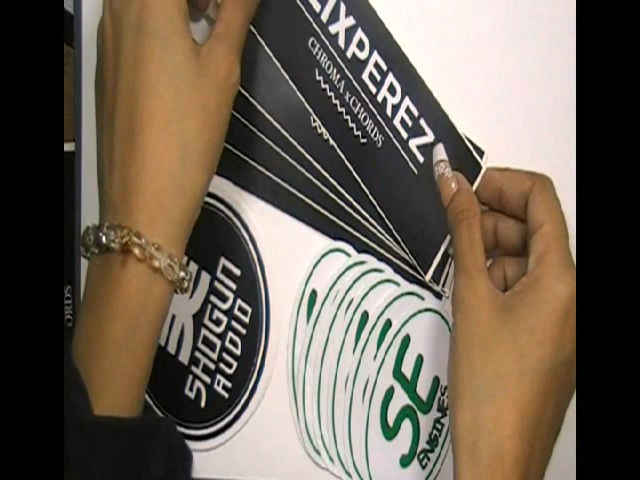 LIXPEREZ
CHROMA x CHORDS
SHOGUN
AUDIO
SE
ENGINES